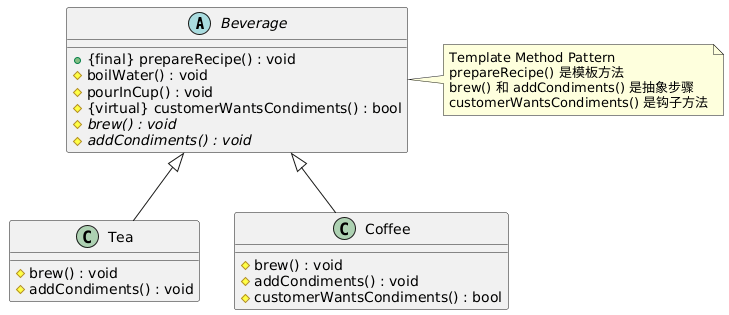 A Beverage
{final} prepareRecipe() : void
boilWater() : void
pourInCup() : void
{virtual} customerWantsCondiments() : bool
brew() : void
addCondiments() : void
Template Method Pattern
prepareRecipe() 是模板方法
brew() 和 addCondiments() 是抽象步骤
customerWantsCondiments() 是钩子方法
C Tea
brew() : void
addCondiments() : void
C Coffee
brew() : void
addCondiments() : void
customerWantsCondiments() : bool